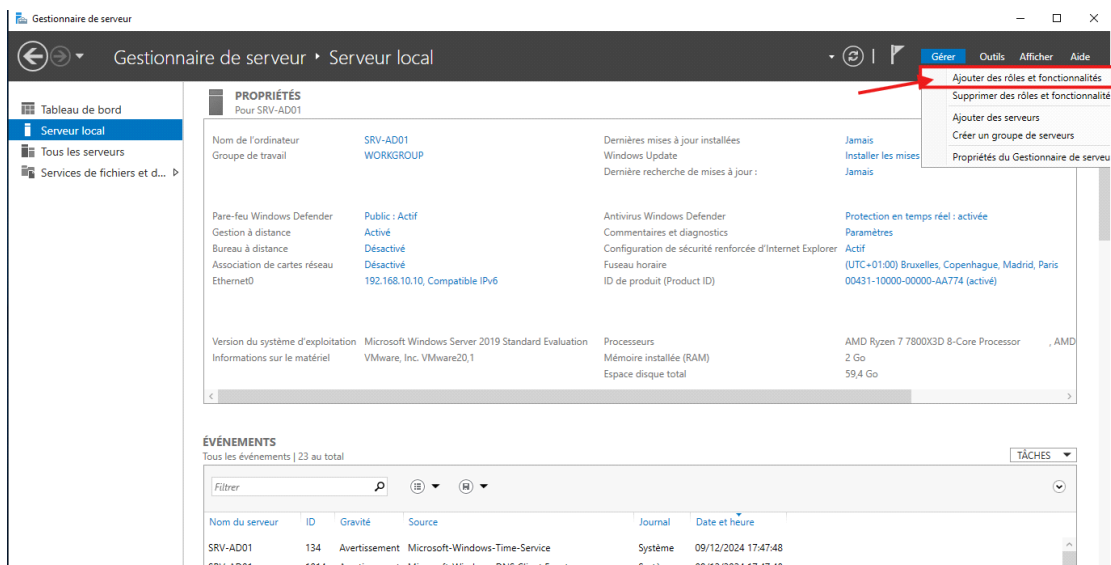 Gestionnaire de serveur
Gestionnaire de serveur • Serveur local
Gérer Outils Afficher Aide
Ajouter des rôles et fonctionnalités
Supprimer des rôles et fonctionnalité
Ajouter des serveurs
Créer un groupe de serveurs
Propriétés du Gestionnaire de serveu
Tableau de bord
Serveur local
Tous les serveurs
Services de fichiers et d...
PROPRIÉTÉS
Pour SRV-AD01
Nom de l'ordinateur SRV-AD01 Dernières mises à jour installées Jamais
Groupe de travail WORKGROUP Windows Update Installer les mises
Dernière recherche de mises à jour : Jamais
Pare-feu Windows Defender Public : Actif Antivirus Windows Defender Protection en temps réel : activée
Gestion à distance Activé Commentaires et diagnostics Paramètres
Bureau à distance Désactivé Configuration de sécurité renforcée d'Internet Explorer Actif
Association de cartes réseau Désactivé Fuseau horaire (UTC+01:00) Bruxelles, Copenhague, Madrid, Paris
Ethernet0 192.168.10.10, Compatible IPv6 ID de produit (Product ID) 00431-10000-00000-AA774 (activé)
Version du système d'exploitation Microsoft Windows Server 2019 Standard Evaluation Processeurs AMD Ryzen 7 7800X3D 8-Core Processor , AMD
Informations sur le matériel VMware, Inc. VMware20,1 Mémoire installée (RAM) 2 Go
Espace disque total 59,4 Go
ÉVÉNEMENTS
Tous les événements | 23 au total
TÂCHES
Filtrer
Nom du serveur ID Gravité Source Journal Date et heure
SRV-AD01 134 Avertissement Microsoft-Windows-Time-Service Système 09/12/2024 17:47:48